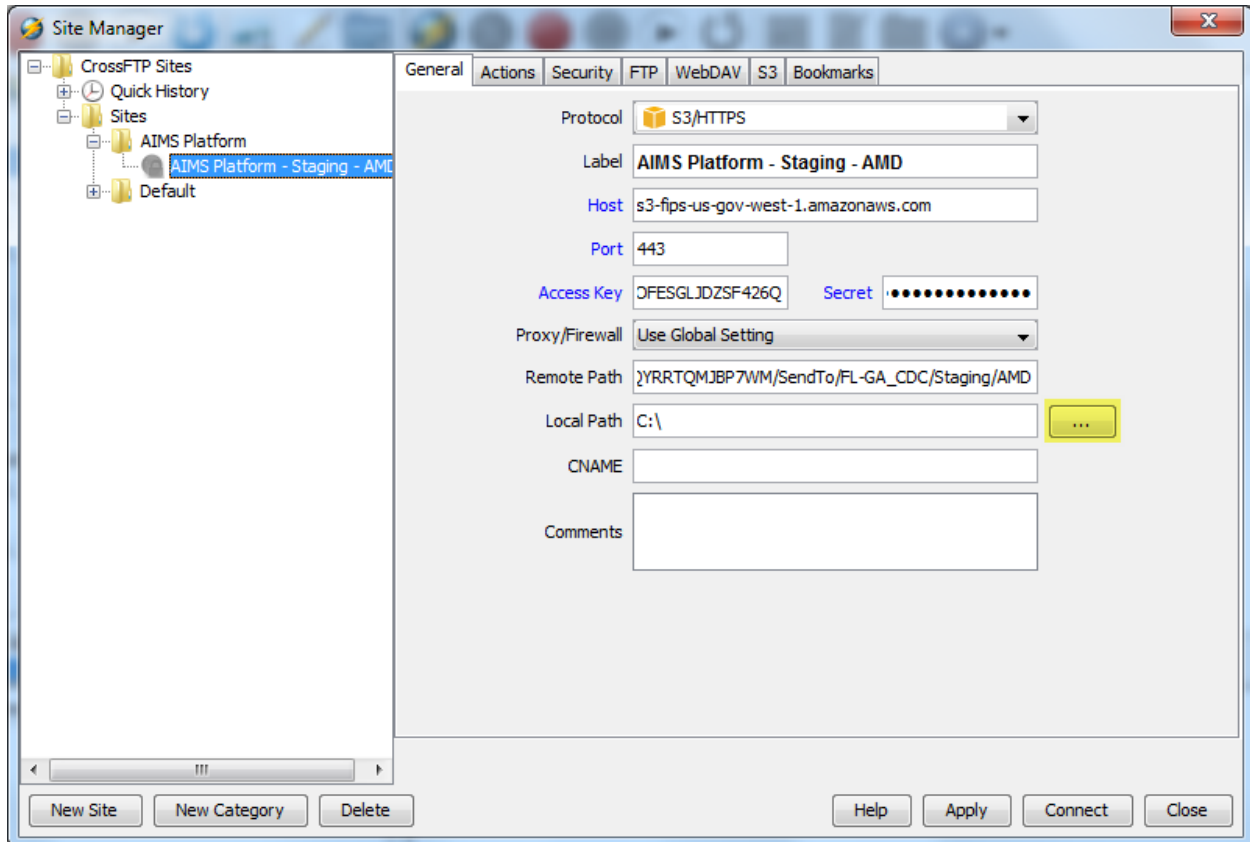 Site Manager
CrossFTP Sites
Quick History
Sites
AIMS Platform
AIMS Platform - Staging - AMD
Default
General Actions Security FTP WebDAV S3 Bookmarks
Protocol S3/HTTPS
Label AIMS Platform - Staging - AMD
Host s3-fips-us-gov-west-1.amazonaws.com
Port 443
Access Key OFESGLJDZSF426Q Secret •••••••••••••
Proxy/Firewall Use Global Setting
Remote Path QYRRTQMJBP7WM/SendTo/FL-GA_CDC/Staging/AMD
Local Path C:\ ...
CNAME
Comments
New Site New Category Delete Help Apply Connect Close